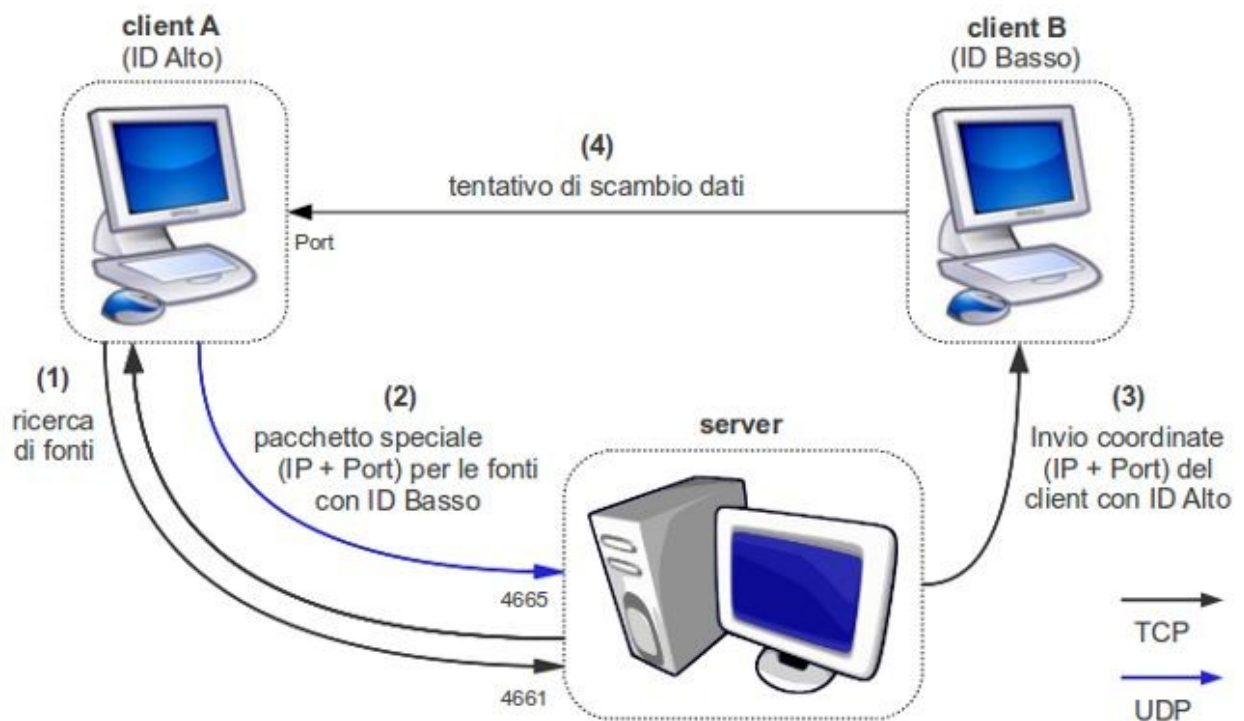 client A
(ID Alto)
client B
(ID Basso)
(4)
tentativo di scambio dati
Port
(1)
ricerca
di fonti
(2)
pacchetto speciale
(IP + Port) per le fonti
con ID Basso
server
(3)
Invio coordinate
(IP + Port) del
client con ID Alto
4665
4661
TCP
UDP